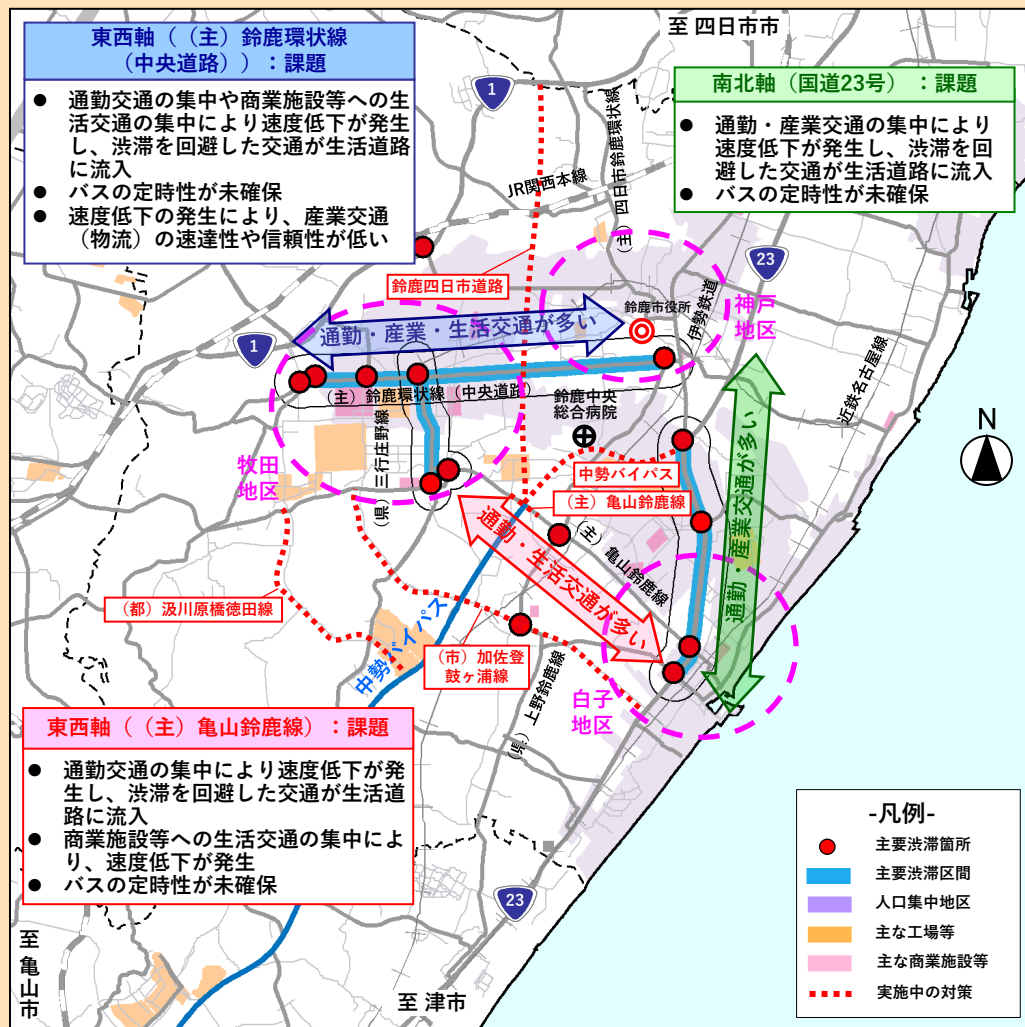 東西軸（（主）鈴鹿環状線
（中央道路））：課題
● 通勤交通の集中や商業施設等への生
活交通の集中により速度低下が発生
し、渋滞を回避した交通が生活道路
に流入
● バスの定時性が未確保
● 速度低下の発生により、産業交通
（物流）の速達性や信頼性が低い
至 四日市市
南北軸（国道23号）：課題
● 通勤・産業交通の集中により
速度低下が発生し、渋滞を回
避した交通が生活道路に流入
● バスの定時性が未確保
1
JR関西本線
（主）四日市鈴鹿環状線
23
鈴鹿四日市道路
鈴鹿市役所
伊勢鉄道
神戸
地区
1
通勤・産業・生活交通が多い
近鉄名古屋線
（主）鈴鹿環状線（中央道路）
鈴鹿中央
総合病院
N
（県）三行庄野線
牧田
地区
中勢バイパス
（主）亀山鈴鹿線
通勤・産業交通が多い
通勤・生活交通が多い
（主）亀山鈴鹿線
（都）汲川原橋徳田線
中勢バイパス
（市）加佐登
鼓ヶ浦線
（県）上野鈴鹿線
白子
地区
東西軸（（主）亀山鈴鹿線）：課題
● 通勤交通の集中により速度低下が発
生し、渋滞を回避した交通が生活道
路に流入
● 商業施設等への生活交通の集中によ
り、速度低下が発生
● バスの定時性が未確保
23
至 亀山市
至 津市
-凡例-
主要渋滞箇所
主要渋滞区間
人口集中地区
主な工場等
主な商業施設等
実施中の対策